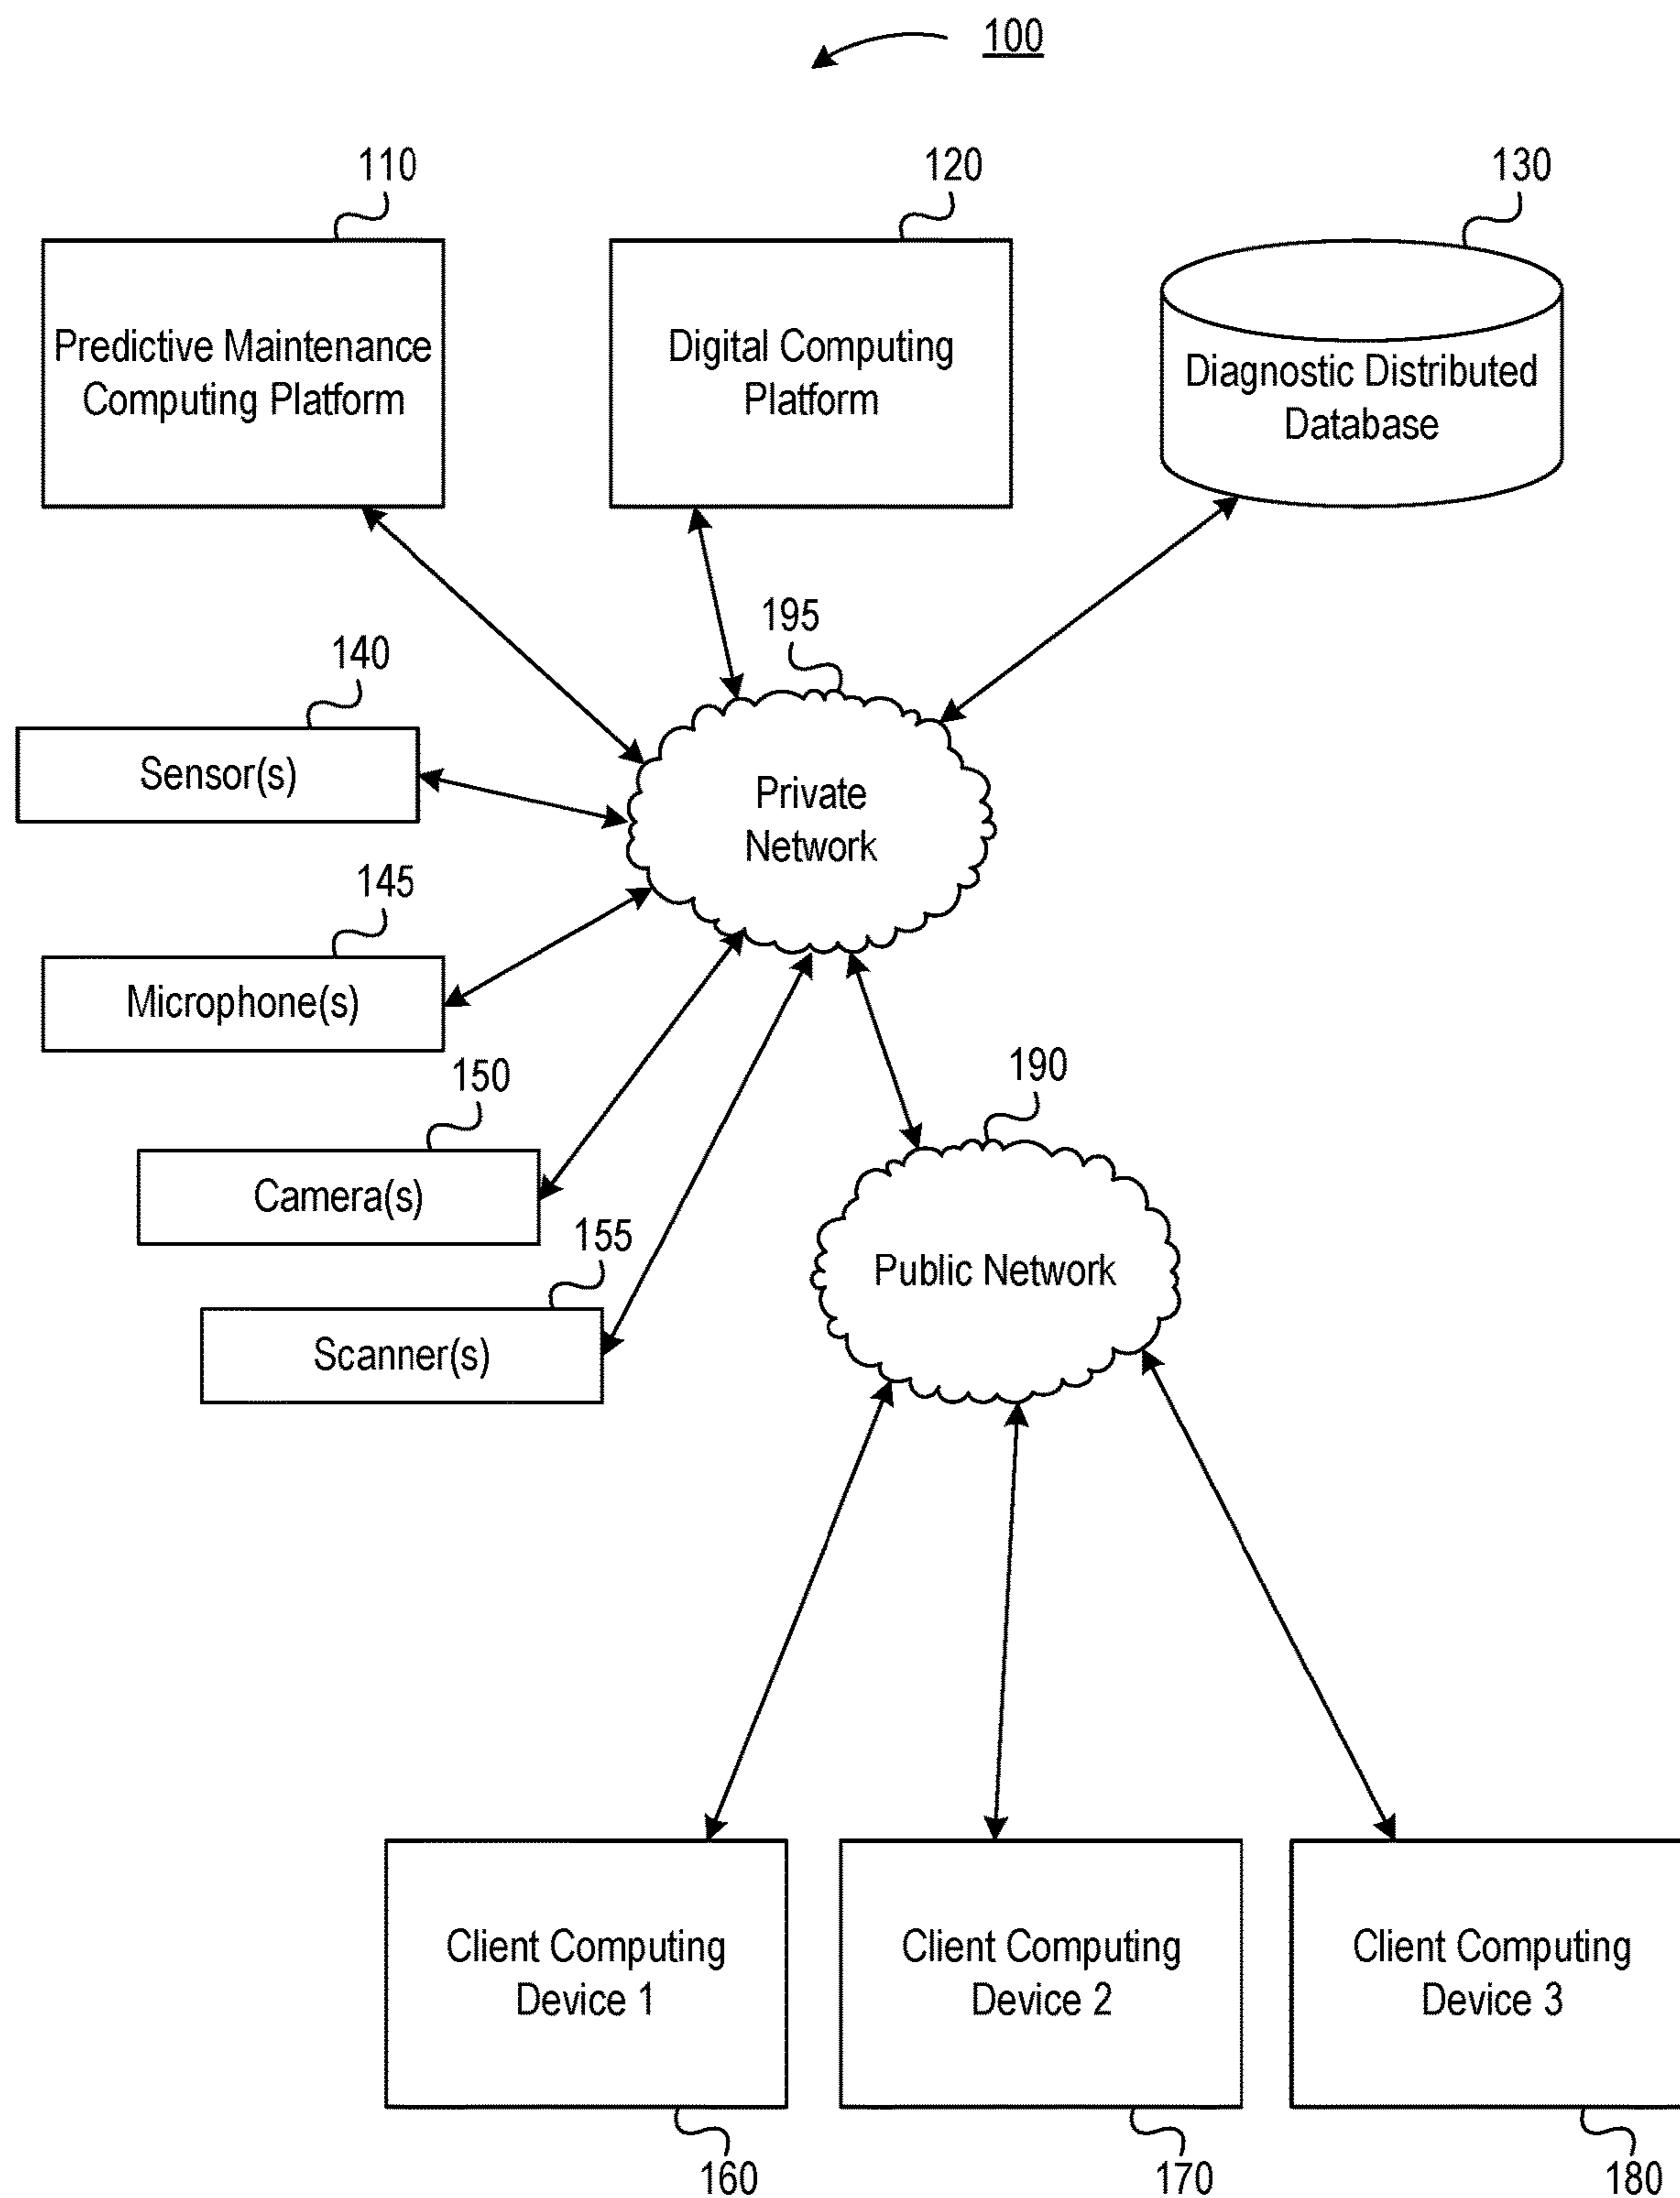 100
110
120
130
Predictive Maintenance
Computing Platform
Digital Computing
Platform
Diagnostic Distributed
Database
195
140
Sensor(s)
Private
Network
145
Microphone(s)
150
190
Camera(s)
155
Public Network
Scanner(s)
Client Computing
Device 1
Client Computing
Device 2
Client Computing
Device 3
160
170
180